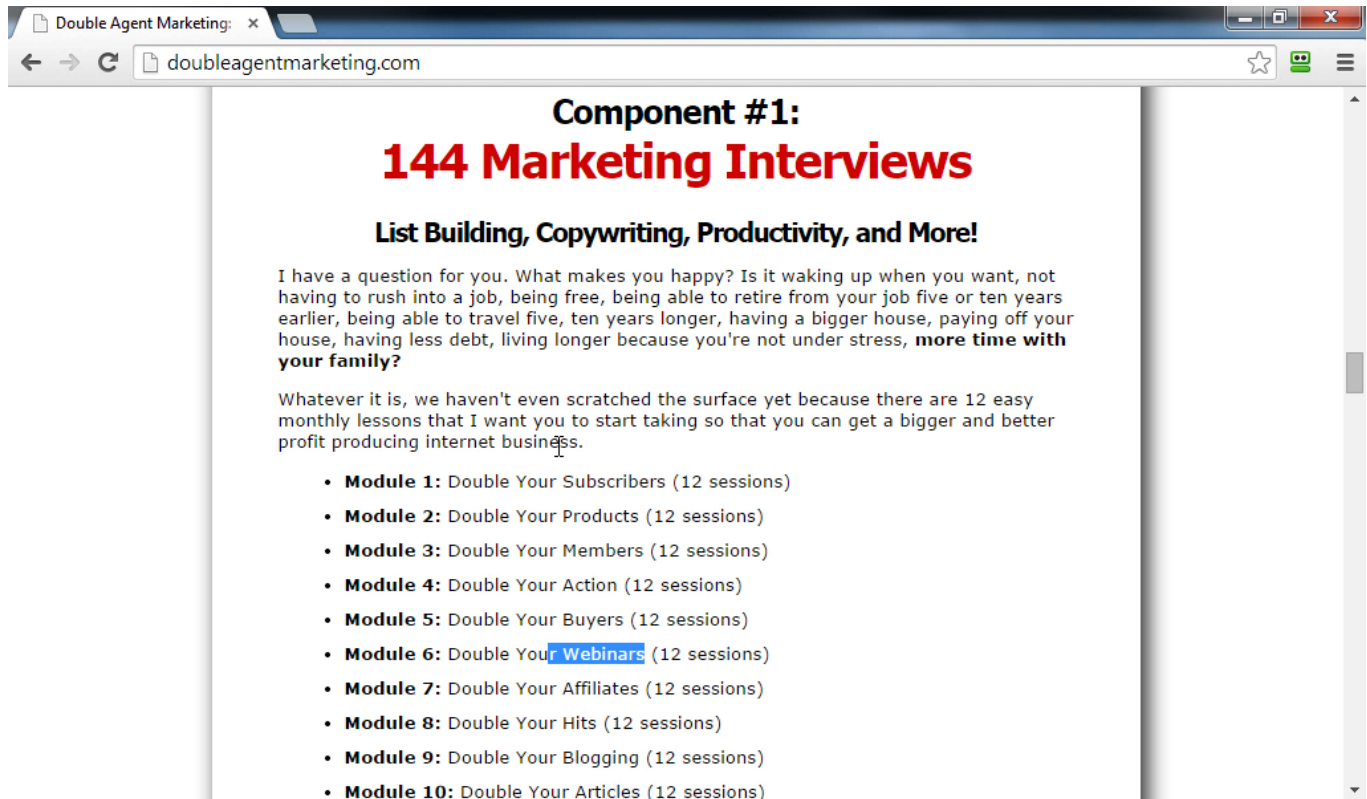 Double Agent Marketing:
doubleagentmarketing.com
Component #1:
144 Marketing Interviews
List Building, Copywriting, Productivity, and More!
I have a question for you. What makes you happy? Is it waking up when you want, not
having to rush into a job, being free, being able to retire from your job five or ten years
earlier, being able to travel five, ten years longer, having a bigger house, paying off your
house, having less debt, living longer because you're not under stress, more time with
your family?
Whatever it is, we haven't even scratched the surface yet because there are 12 easy
monthly lessons that I want you to start taking so that you can get a bigger and better
profit producing internet business.
• Module 1: Double Your Subscribers (12 sessions)
• Module 2: Double Your Products (12 sessions)
• Module 3: Double Your Members (12 sessions)
• Module 4: Double Your Action (12 sessions)
• Module 5: Double Your Buyers (12 sessions)
• Module 6: Double Your Webinars (12 sessions)
• Module 7: Double Your Affiliates (12 sessions)
• Module 8: Double Your Hits (12 sessions)
• Module 9: Double Your Blogging (12 sessions)
• Module 10: Double Your Articles (12 sessions)